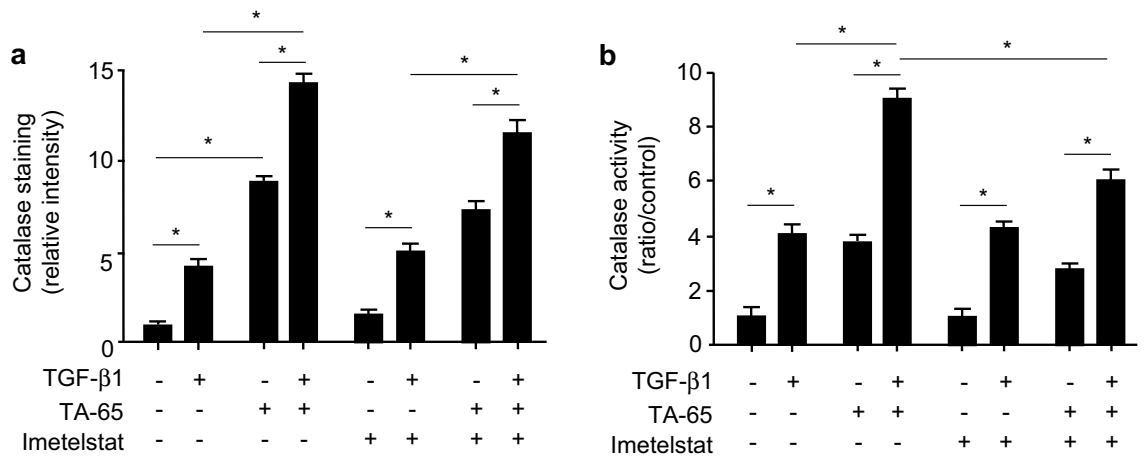 a
Catalase staining
(relative intensity)
15
10
5
0
* * * * * * * *
TGF-β1 - + - + - + - +
TA-65 - - + + - - + +
Imetelstat - - - - + + + +
b
Catalase activity
(ratio/control)
10
8
6
4
2
0
* * * * * *
TGF-β1 - + - + - + - +
TA-65 - - + + - - + +
Imetelstat - - - - + + + +